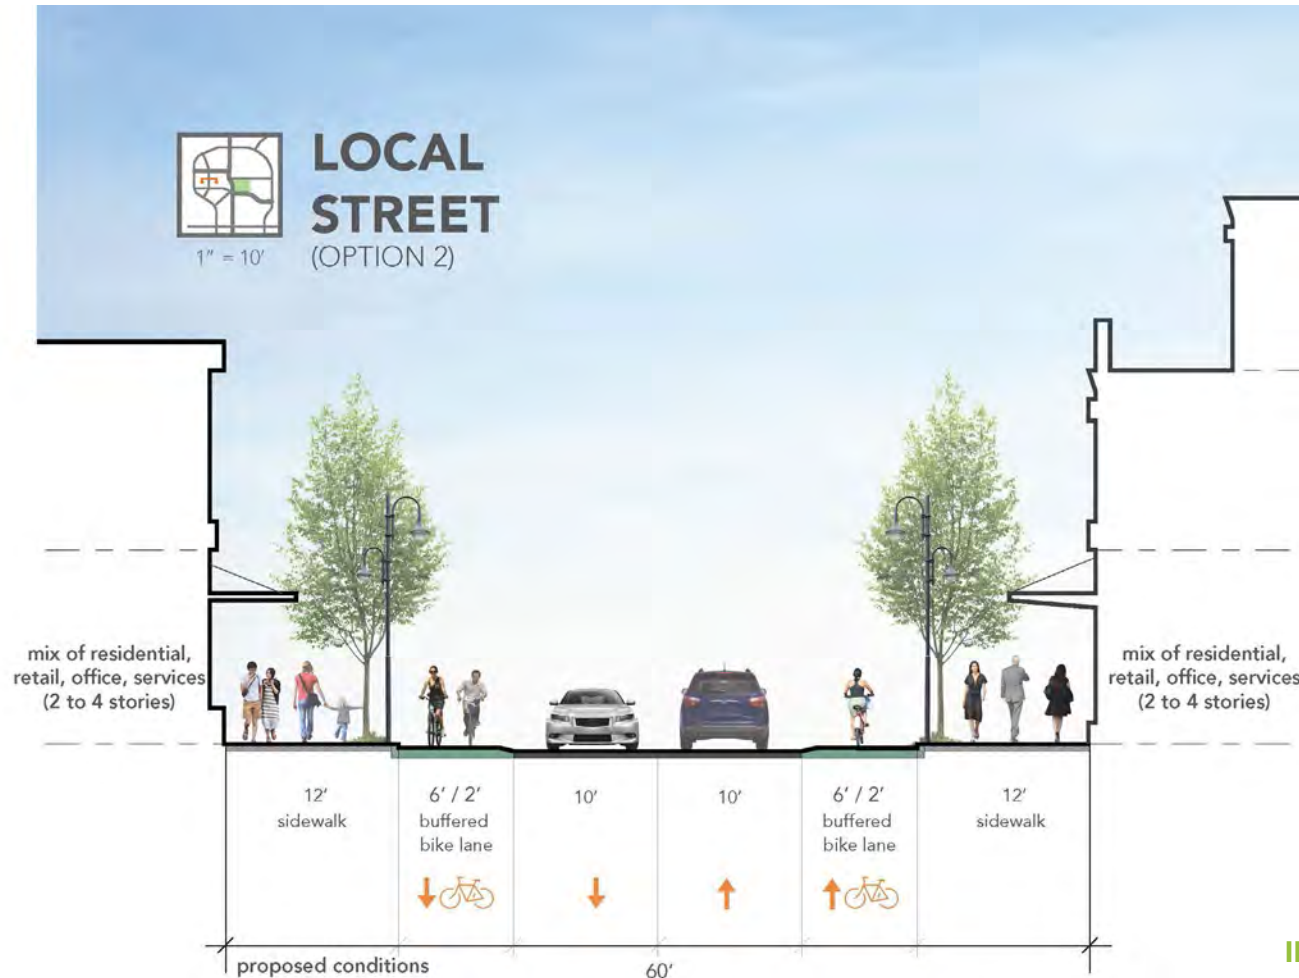 LOCAL
STREET
(OPTION 2)
1" = 10'
mix of residential,
retail, office, services
(2 to 4 stories)
mix of residential,
retail, office, services
(2 to 4 stories)
12'
sidewalk
6' / 2'
buffered
bike lane
10'
10'
6' / 2'
buffered
bike lane
12'
sidewalk
proposed conditions
60'